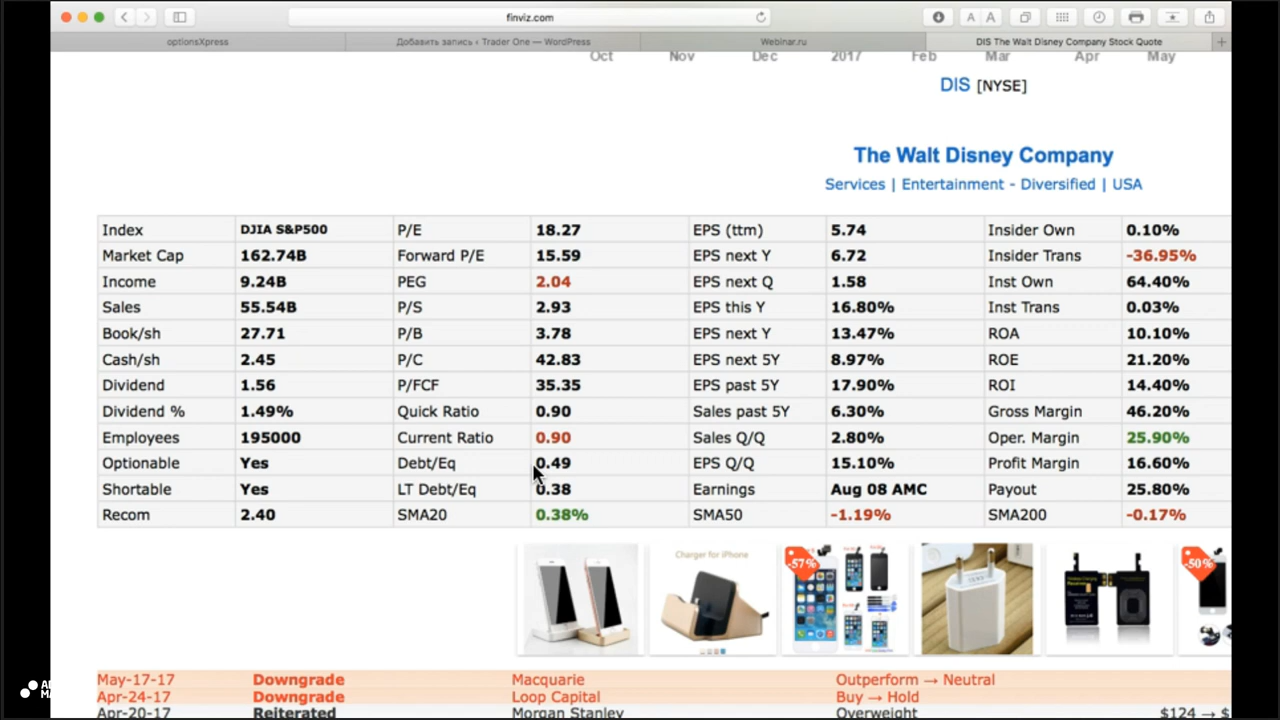 finviz.com
A A
optionsXpress
Добавить запись ‹ Trader One — WordPress
Webinar.ru
DIS The Walt Disney Company Stock Quote
Oct Nov Dec 2017 Feb Mar Apr May
DIS [NYSE]
The Walt Disney Company
Services | Entertainment - Diversified | USA
Index DJIA S&P500 P/E 18.27 EPS (ttm) 5.74 Insider Own 0.10%
Market Cap 162.74B Forward P/E 15.59 EPS next Y 6.72 Insider Trans -36.95%
Income 9.24B PEG 2.04 EPS next Q 1.58 Inst Own 64.40%
Sales 55.54B P/S 2.93 EPS this Y 16.80% Inst Trans 0.03%
Book/sh 27.71 P/B 3.78 EPS next Y 13.47% ROA 10.10%
Cash/sh 2.45 P/C 42.83 EPS next 5Y 8.97% ROE 21.20%
Dividend 1.56 P/FCF 35.35 EPS past 5Y 17.90% ROI 14.40%
Dividend % 1.49% Quick Ratio 0.90 Sales past 5Y 6.30% Gross Margin 46.20%
Employees 195000 Current Ratio 0.90 Sales Q/Q 2.80% Oper. Margin 25.90%
Optionable Yes Debt/Eq 0.49 EPS Q/Q 15.10% Profit Margin 16.60%
Shortable Yes LT Debt/Eq 0.38 Earnings Aug 08 AMC Payout 25.80%
Recom 2.40 SMA20 0.38% SMA50 -1.19% SMA200 -0.17%
Charger for iPhone
-57%
-50%
May-17-17 Downgrade Macquarie Outperform → Neutral
Apr-24-17 Downgrade Loop Capital Buy → Hold
Apr-20-17 Reiterated Morgan Stanley Overweight $124 → $